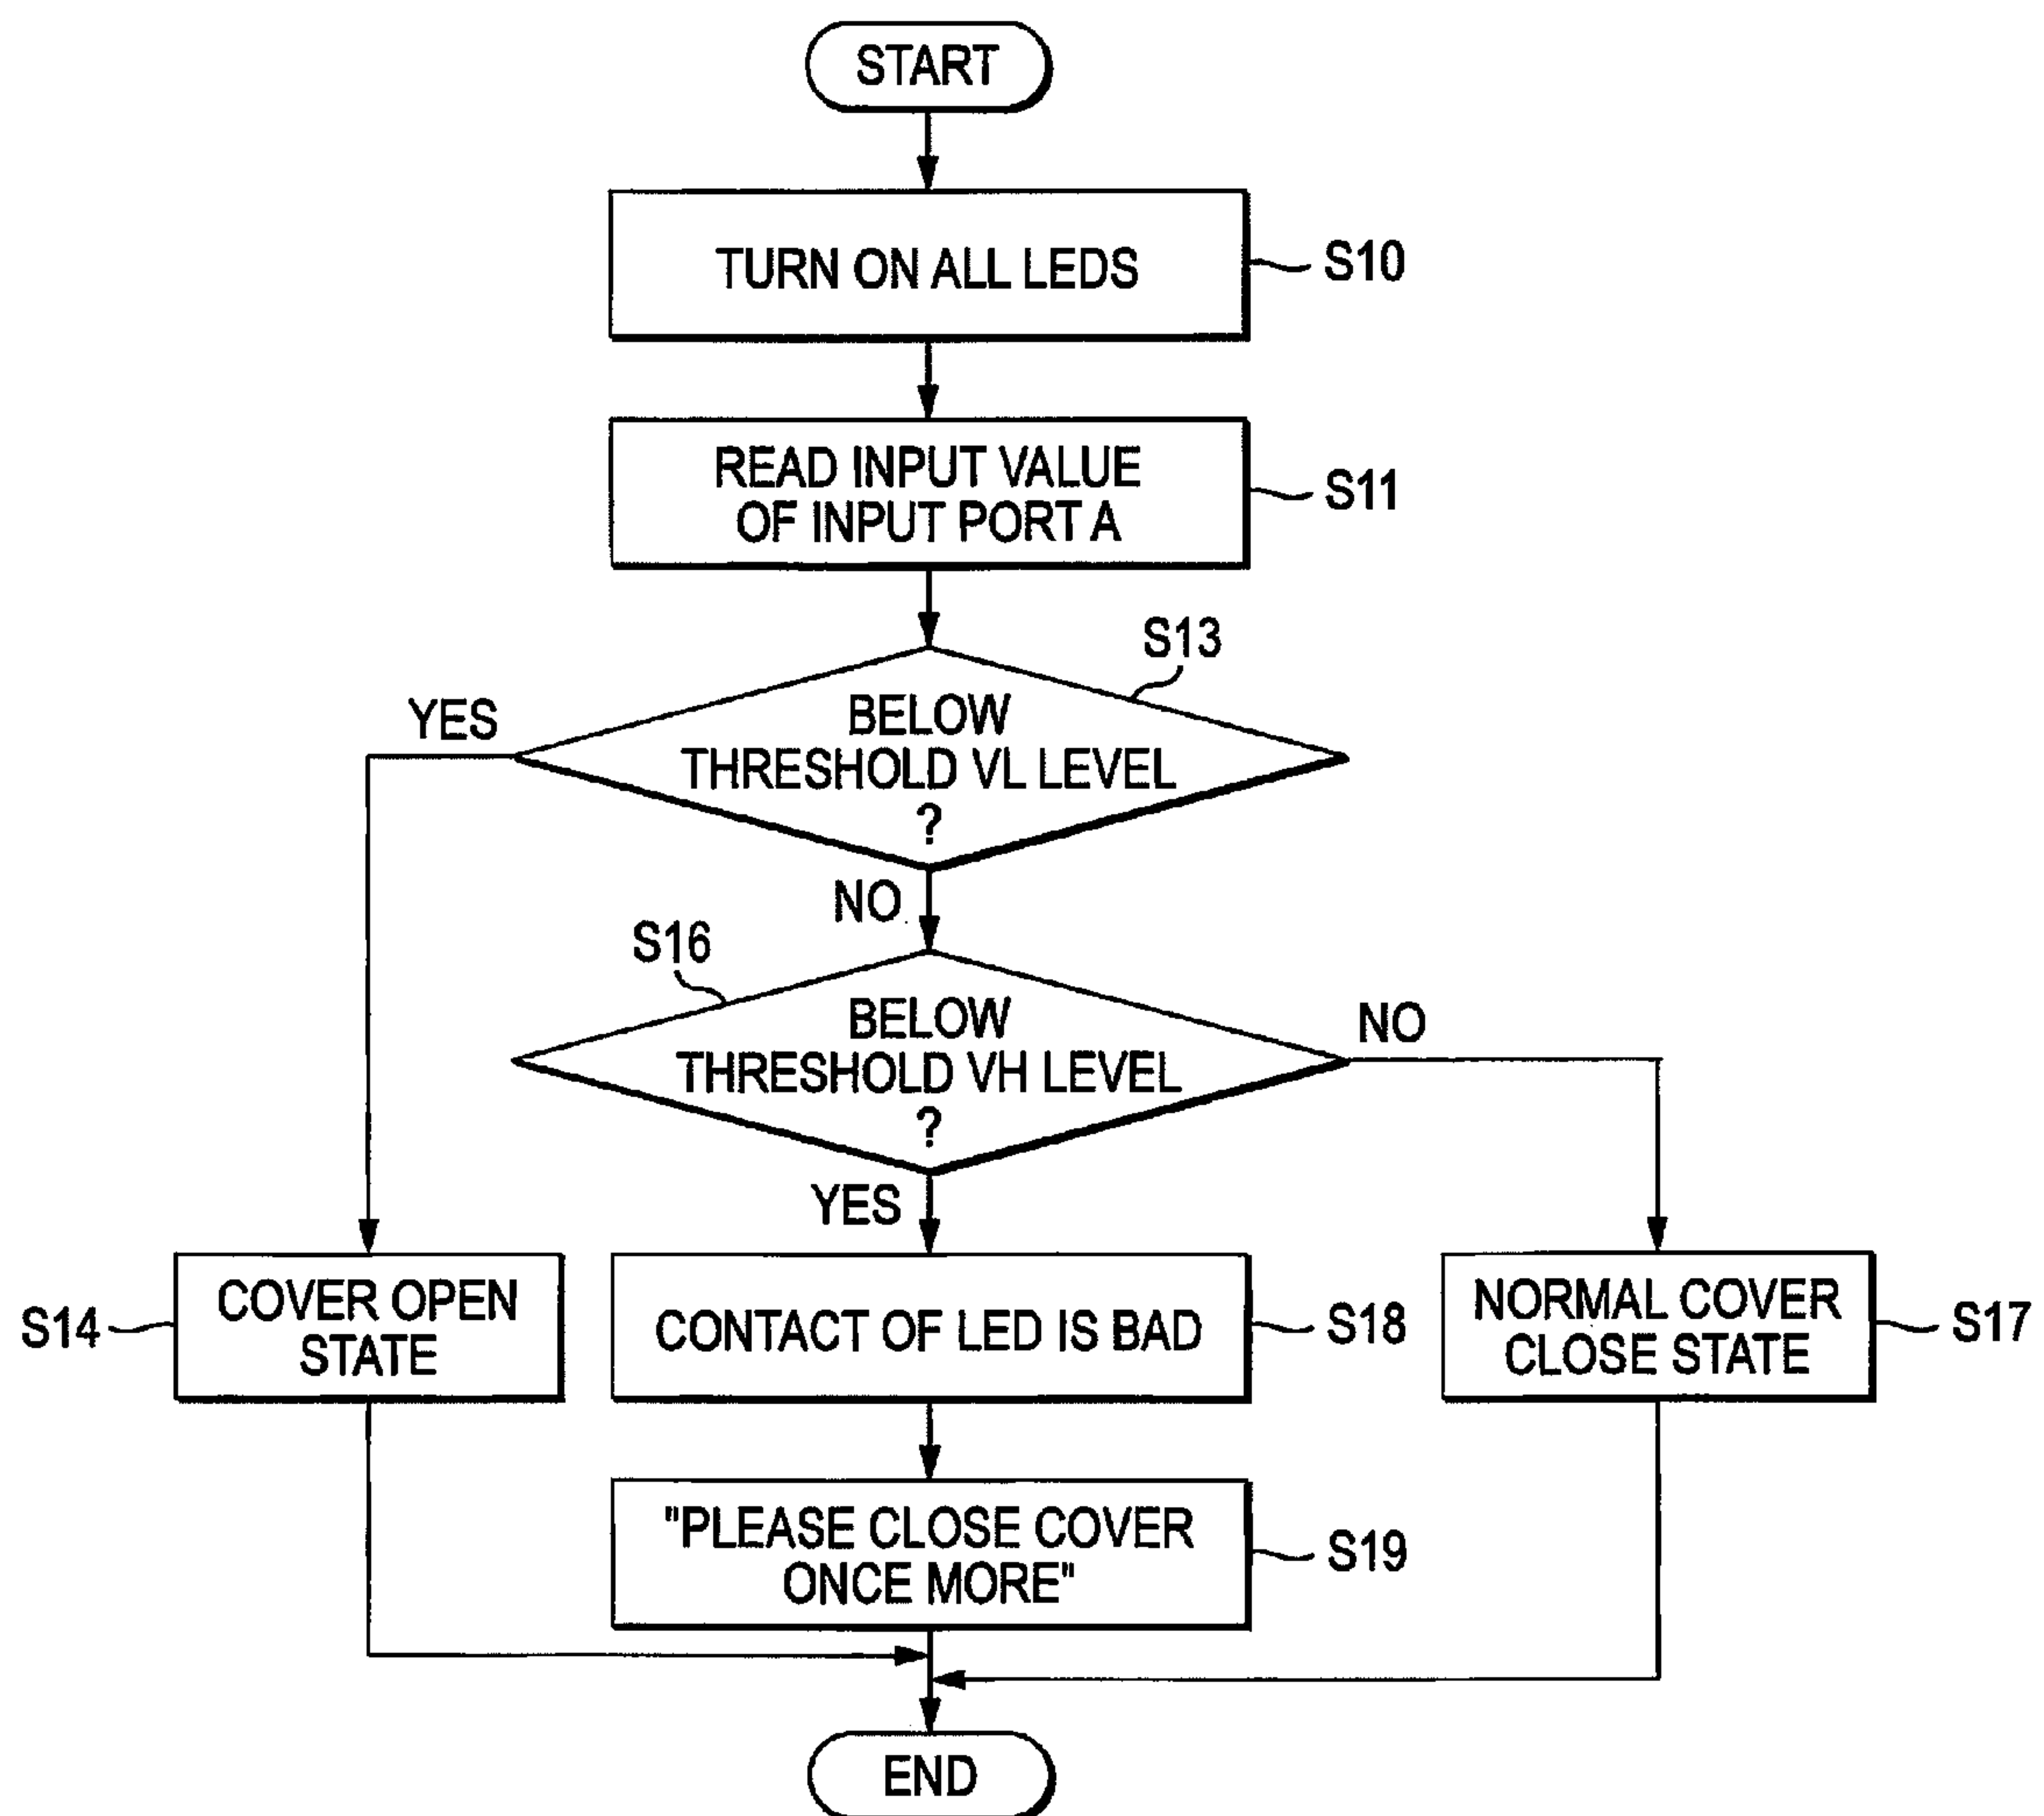 START
TURN ON ALL LEDS
S10
READ INPUT VALUE
OF INPUT PORT A
S11
S13
YES
BELOW
THRESHOLD VL LEVEL
?
NO
S16
BELOW
THRESHOLD VH LEVEL
?
NO
YES
S14
COVER OPEN
STATE
CONTACT OF LED IS BAD
S18
NORMAL COVER
CLOSE STATE
S17
"PLEASE CLOSE COVER
ONCE MORE"
S19
END